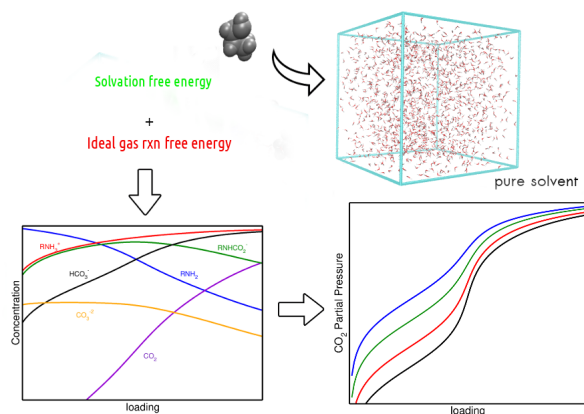 Solvation free energy
+
Ideal gas rxn free energy
pure solvent
RNH₃⁺
RNHCO₂⁻
HCO₃⁻
RNH₂
CO₃⁻²
CO₂
Concentration
loading
CO₂ Partial Pressure
loading